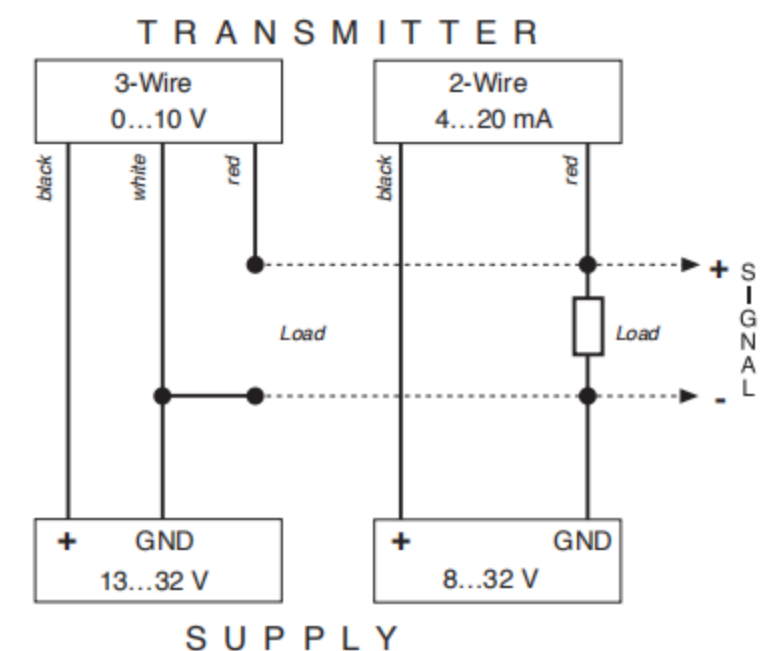 TRANSMITTER
3-Wire
0...10 V
2-Wire
4...20 mA
black
white
red
black
red
+
SIGNAL
Load
Load
-
+
GND
13...32 V
+
GND
8...32 V
SUPPLY